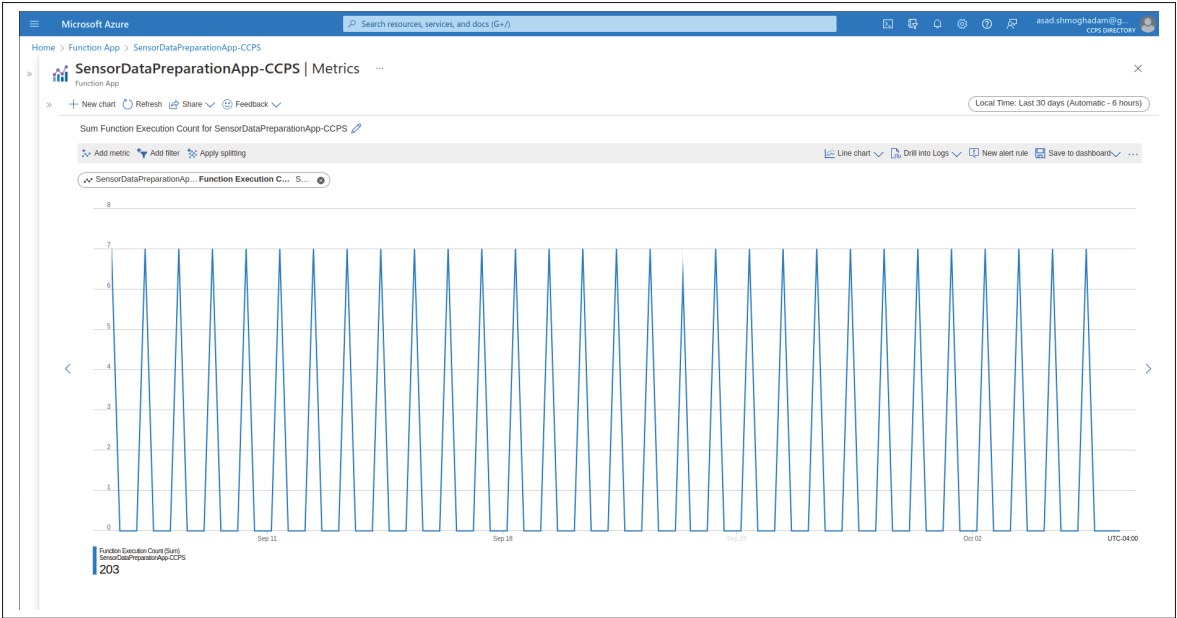 Microsoft Azure
Search resources, services, and docs (G+/)
asad.shmoghadam@g...
CCPS DIRECTORY
Home > Function App > SensorDataPreparationApp-CCPS
SensorDataPreparationApp-CCPS | Metrics ...
Function App
New chart Refresh Share Feedback
Local Time: Last 30 days (Automatic - 6 hours)
Sum Function Execution Count for SensorDataPreparationApp-CCPS
Add metric Add filter Apply splitting Line chart Drill into Logs New alert rule Save to dashboard ...
SensorDataPreparationAp... Function Execution C... S...
8
7
6
5
4
3
2
1
0
Sep 11 Sep 18 Sep 25 Oct 02 UTC-04:00
Function Execution Count (Sum)
SensorDataPreparationApp-CCPS
203